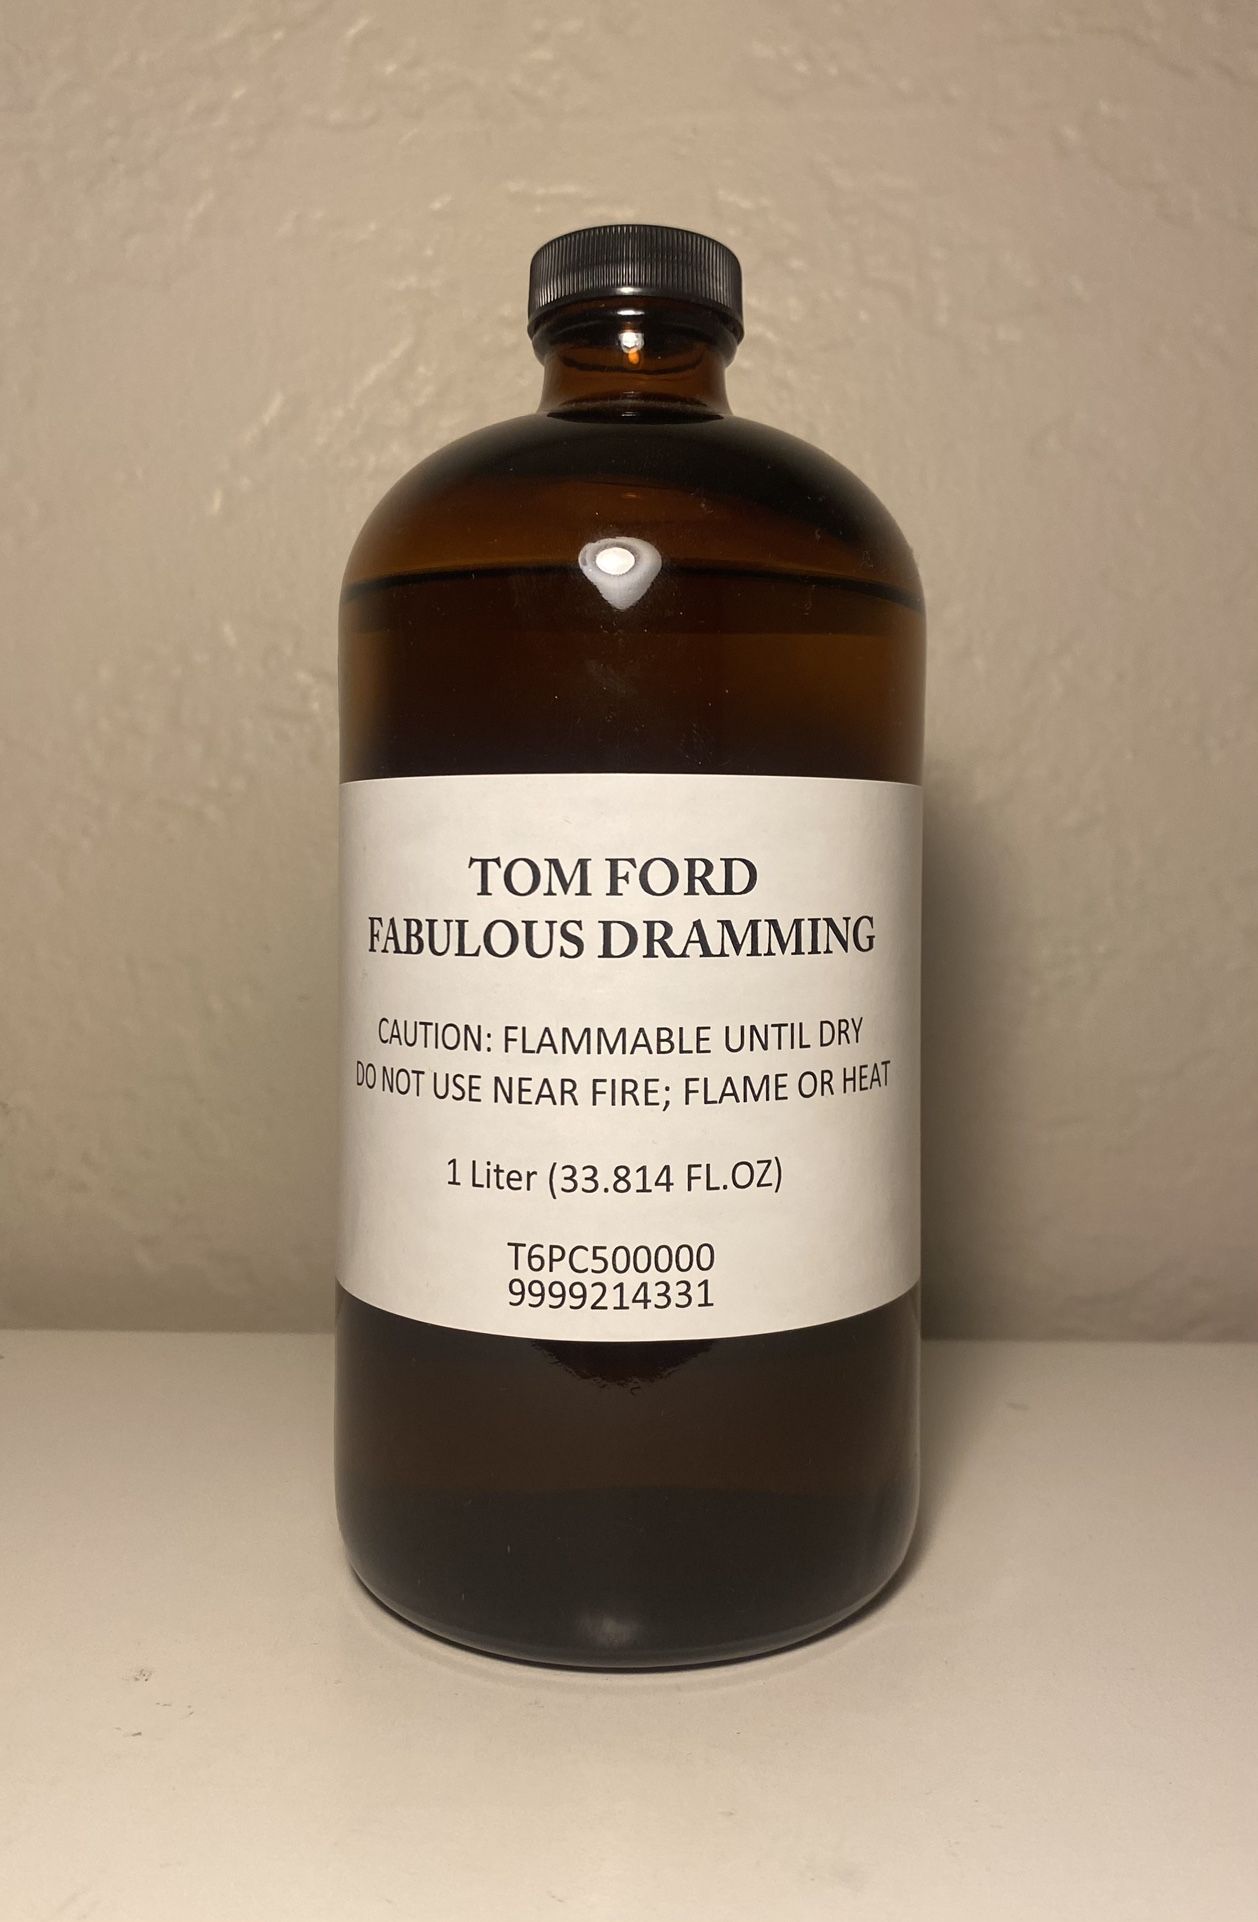 TOM FORD
FABULOUS DRAMMING
CAUTION: FLAMMABLE UNTIL DRY
DO NOT USE NEAR FIRE; FLAME OR HEAT
1 Liter (33.814 FL.OZ)
T6PC500000
9999214331